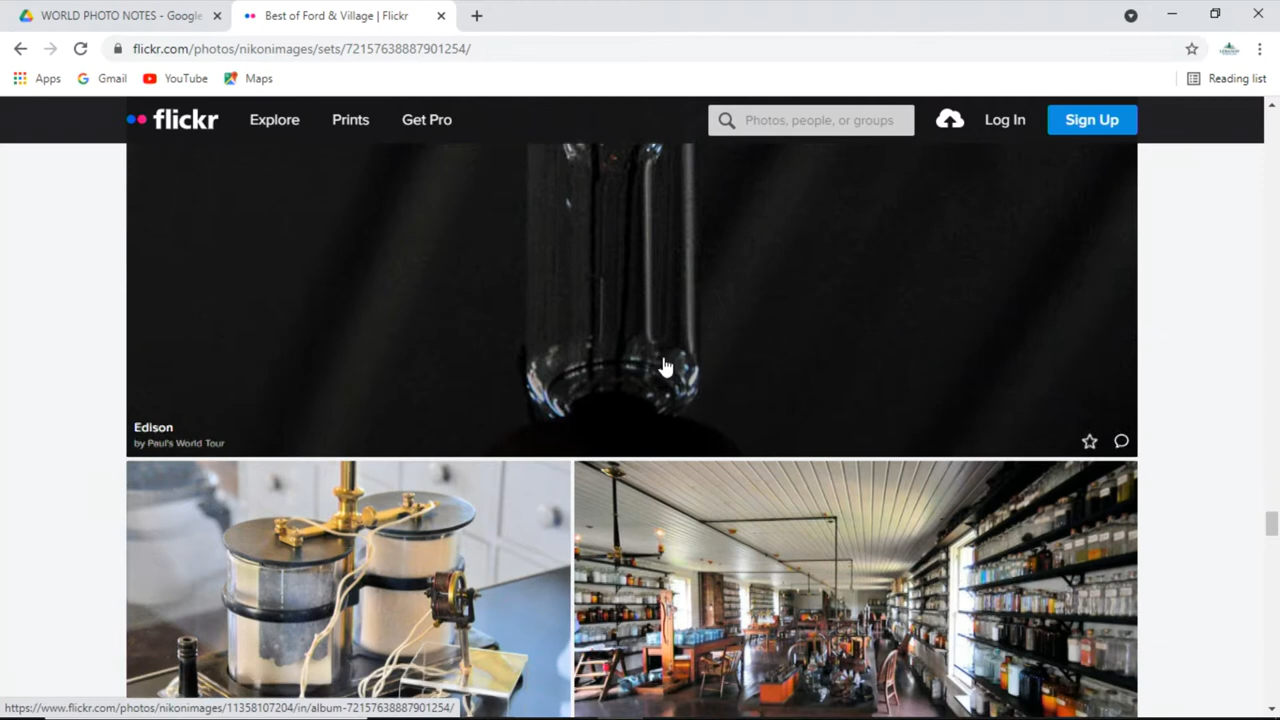 WORLD PHOTO NOTES - Google
Best of Ford & Village | Flickr
flickr.com/photos/nikonimages/sets/72157638887901254/
Apps Gmail YouTube Maps Reading list
flickr Explore Prints Get Pro Photos, people, or groups Log In Sign Up
Edison
by Paul's World Tour
https://www.flickr.com/photos/nikonimages/11358107204/in/album-72157638887901254/